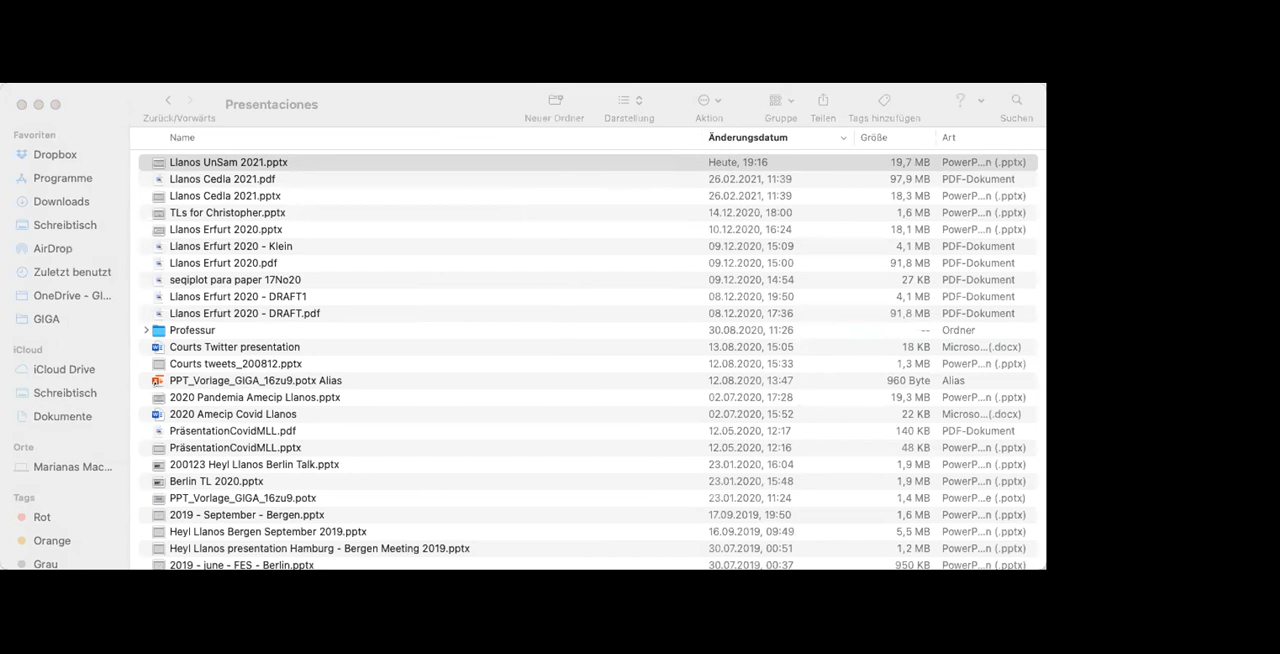 Presentaciones
Zurück/Vorwärts Neuer Ordner Darstellung Aktion Gruppe Teilen Tags hinzufügen Suchen
Favoriten
Dropbox
Programme
Downloads
Schreibtisch
AirDrop
Zuletzt benutzt
OneDrive - Gl...
GIGA
iCloud
iCloud Drive
Schreibtisch
Dokumente
Orte
Marianas Mac...
Tags
Rot
Orange
Grau
Name Änderungsdatum Größe Art
Llanos UnSam 2021.pptx Heute, 19:16 19,7 MB PowerP...n (.pptx)
Llanos Cedla 2021.pdf 26.02.2021, 11:39 97,9 MB PDF-Dokument
Llanos Cedla 2021.pptx 26.02.2021, 11:39 18,3 MB PowerP...n (.pptx)
TLs for Christopher.pptx 14.12.2020, 18:00 1,6 MB PowerP...n (.pptx)
Llanos Erfurt 2020.pptx 10.12.2020, 16:24 18,1 MB PowerP...n (.pptx)
Llanos Erfurt 2020 - Klein 09.12.2020, 15:09 4,1 MB PDF-Dokument
Llanos Erfurt 2020.pdf 09.12.2020, 15:00 91,8 MB PDF-Dokument
seqiplot para paper 17No20 09.12.2020, 14:54 27 KB PDF-Dokument
Llanos Erfurt 2020 - DRAFT1 08.12.2020, 19:50 4,1 MB PDF-Dokument
Llanos Erfurt 2020 - DRAFT.pdf 08.12.2020, 17:36 91,8 MB PDF-Dokument
Professur 30.08.2020, 11:26 -- Ordner
Courts Twitter presentation 13.08.2020, 15:05 18 KB Microso...(.docx)
Courts tweets_200812.pptx 12.08.2020, 15:33 1,3 MB PowerP...n (.pptx)
PPT_Vorlage_GIGA_16zu9.potx Alias 12.08.2020, 13:47 960 Byte Alias
2020 Pandemia Amecip Llanos.pptx 02.07.2020, 17:28 19,3 MB PowerP...n (.pptx)
2020 Amecip Covid Llanos 02.07.2020, 15:52 22 KB Microso...(.docx)
PräsentationCovidMLL.pdf 12.05.2020, 12:17 140 KB PDF-Dokument
PräsentationCovidMLL.pptx 12.05.2020, 12:16 48 KB PowerP...n (.pptx)
200123 Heyl Llanos Berlin Talk.pptx 23.01.2020, 16:04 1,9 MB PowerP...n (.pptx)
Berlin TL 2020.pptx 23.01.2020, 15:48 1,9 MB PowerP...n (.pptx)
PPT_Vorlage_GIGA_16zu9.potx 23.01.2020, 11:24 1,4 MB PowerP...e (.potx)
2019 - September - Bergen.pptx 17.09.2019, 19:50 1,6 MB PowerP...n (.pptx)
Heyl Llanos Bergen September 2019.pptx 16.09.2019, 09:49 5,5 MB PowerP...n (.pptx)
Heyl Llanos presentation Hamburg - Bergen Meeting 2019.pptx 30.07.2019, 00:51 1,2 MB PowerP...n (.pptx)
2019 - june - FES - Berlin.pptx 30.07.2019, 00:37 950 KB PowerP...n (.pptx)